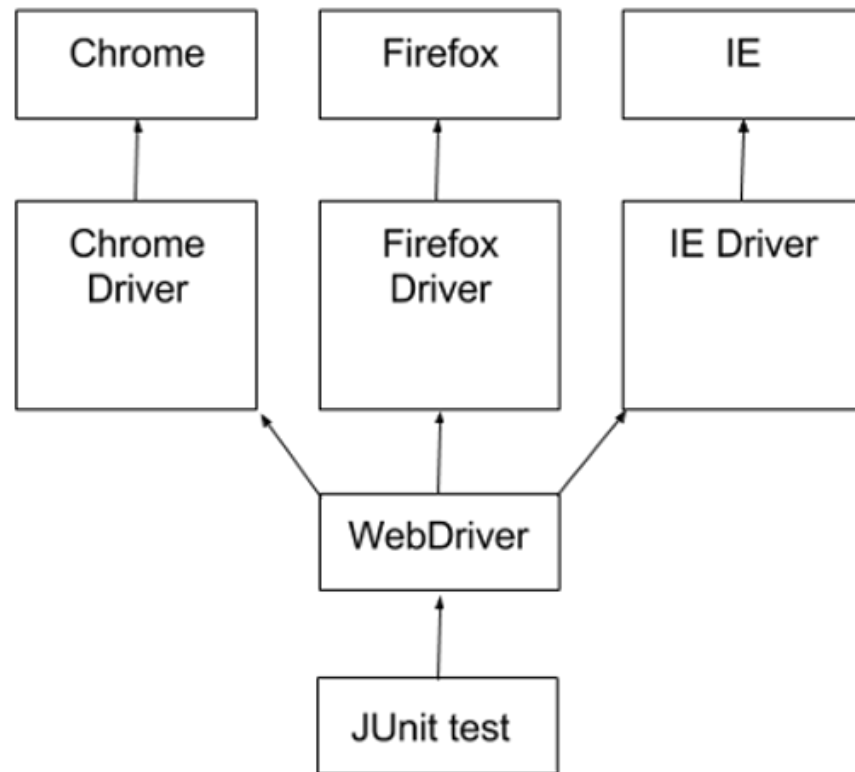 Chrome
Firefox
IE
Chrome
Driver
Firefox
Driver
IE Driver
WebDriver
JUnit test